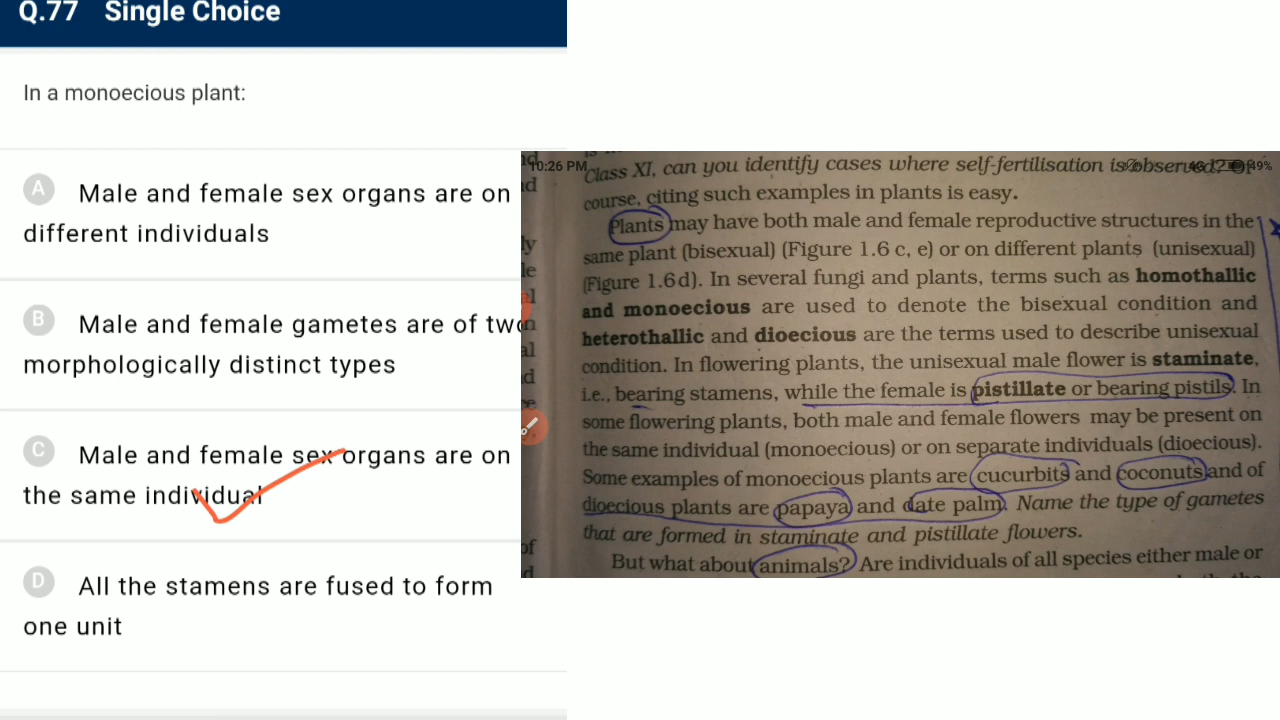 Q.77 Single Choice
In a monoecious plant:
A Male and female sex organs are on
different individuals
B Male and female gametes are of two
morphologically distinct types
C Male and female sex organs are on
the same individual
D All the stamens are fused to form
one unit
10:26 PM
49%
Class XI, can you identify cases where self-fertilisation is observed? Of
course, citing such examples in plants is easy.
Plants may have both male and female reproductive structures in the
same plant (bisexual) (Figure 1.6 c, e) or on different plants (unisexual)
(Figure 1.6d). In several fungi and plants, terms such as homothallic
and monoecious are used to denote the bisexual condition and
heterothallic and dioecious are the terms used to describe unisexual
condition. In flowering plants, the unisexual male flower is staminate,
i.e., bearing stamens, while the female is pistillate or bearing pistils. In
some flowering plants, both male and female flowers may be present on
the same individual (monoecious) or on separate individuals (dioecious).
Some examples of monoecious plants are cucurbits and coconuts and of
dioecious plants are papaya and date palm. Name the type of gametes
that are formed in staminate and pistillate flowers.
But what about animals? Are individuals of all species either male or